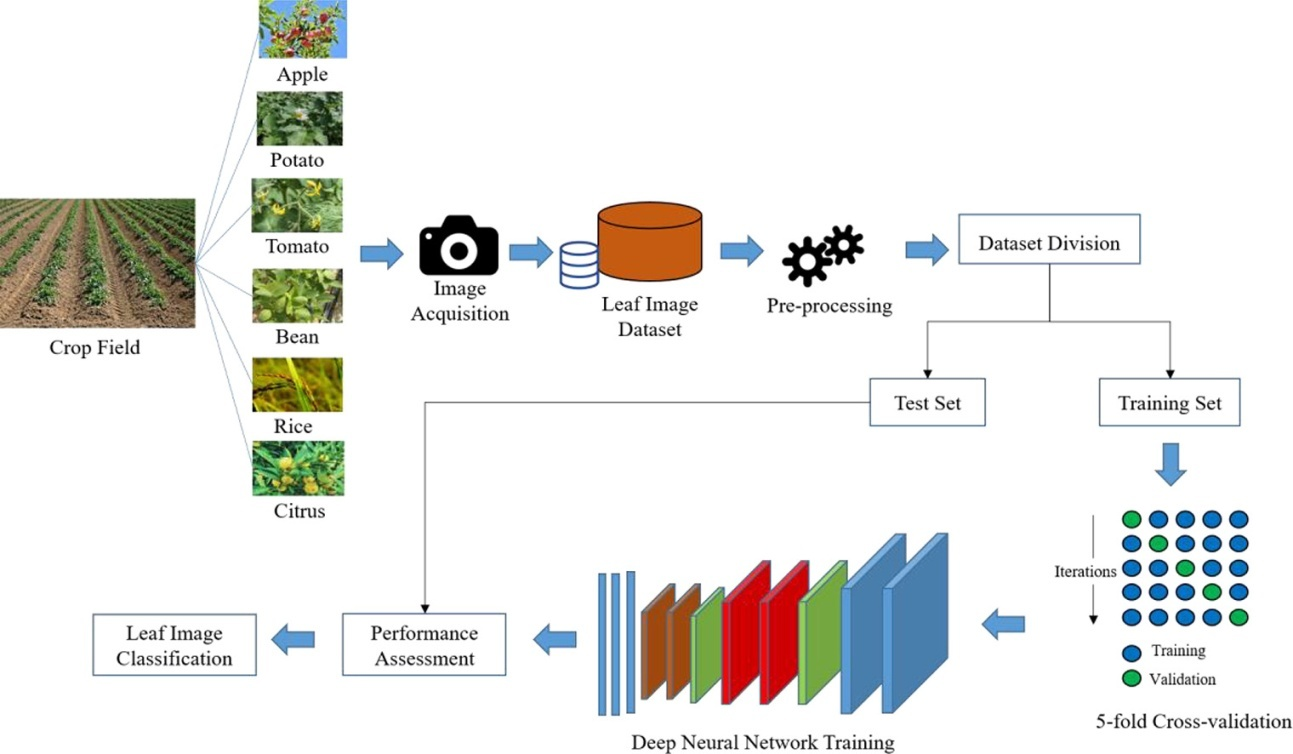 Apple
Potato
Tomato
Bean
Rice
Citrus
Crop Field
Image
Acquisition
Leaf Image
Dataset
Pre-processing
Dataset Division
Test Set
Training Set
Iterations
Training
Validation
5-fold Cross-validation
Deep Neural Network Training
Performance
Assessment
Leaf Image
Classification